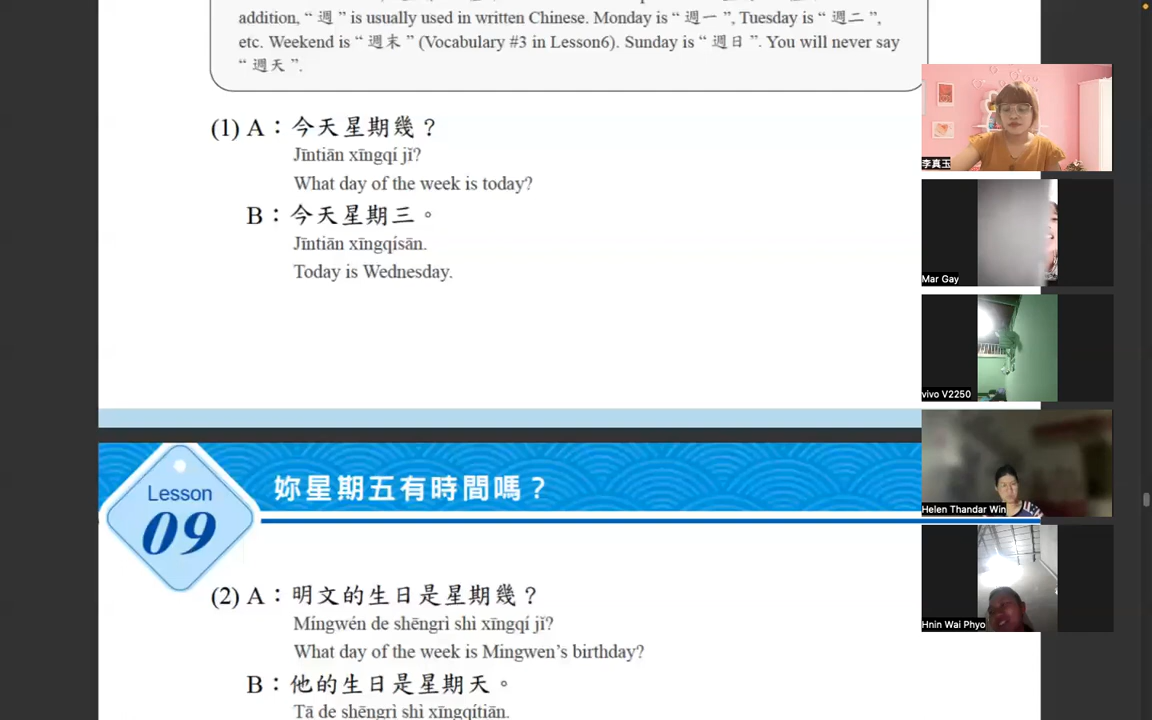 addition, “ 週 ” is usually used in written Chinese. Monday is “ 週一 ”, Tuesday is “ 週二 ”,
etc. Weekend is “ 週末 ” (Vocabulary #3 in Lesson6). Sunday is “ 週日 ”. You will never say
“ 週天 ”.
(1) A：今天星期幾？
Jīntiān xīngqí jǐ?
What day of the week is today?
B：今天星期三。
Jīntiān xīngqísān.
Today is Wednesday.
Lesson
09
妳星期五有時間嗎？
(2) A：明文的生日是星期幾？
Míngwén de shēngrì shì xīngqí jǐ?
What day of the week is Mingwen’s birthday?
B：他的生日是星期天。
Tā de shēngrì shì xīngqítiān.
李真玉
Mar Gay
vivo V2250
Helen Thandar Win
Hnin Wai Phyo